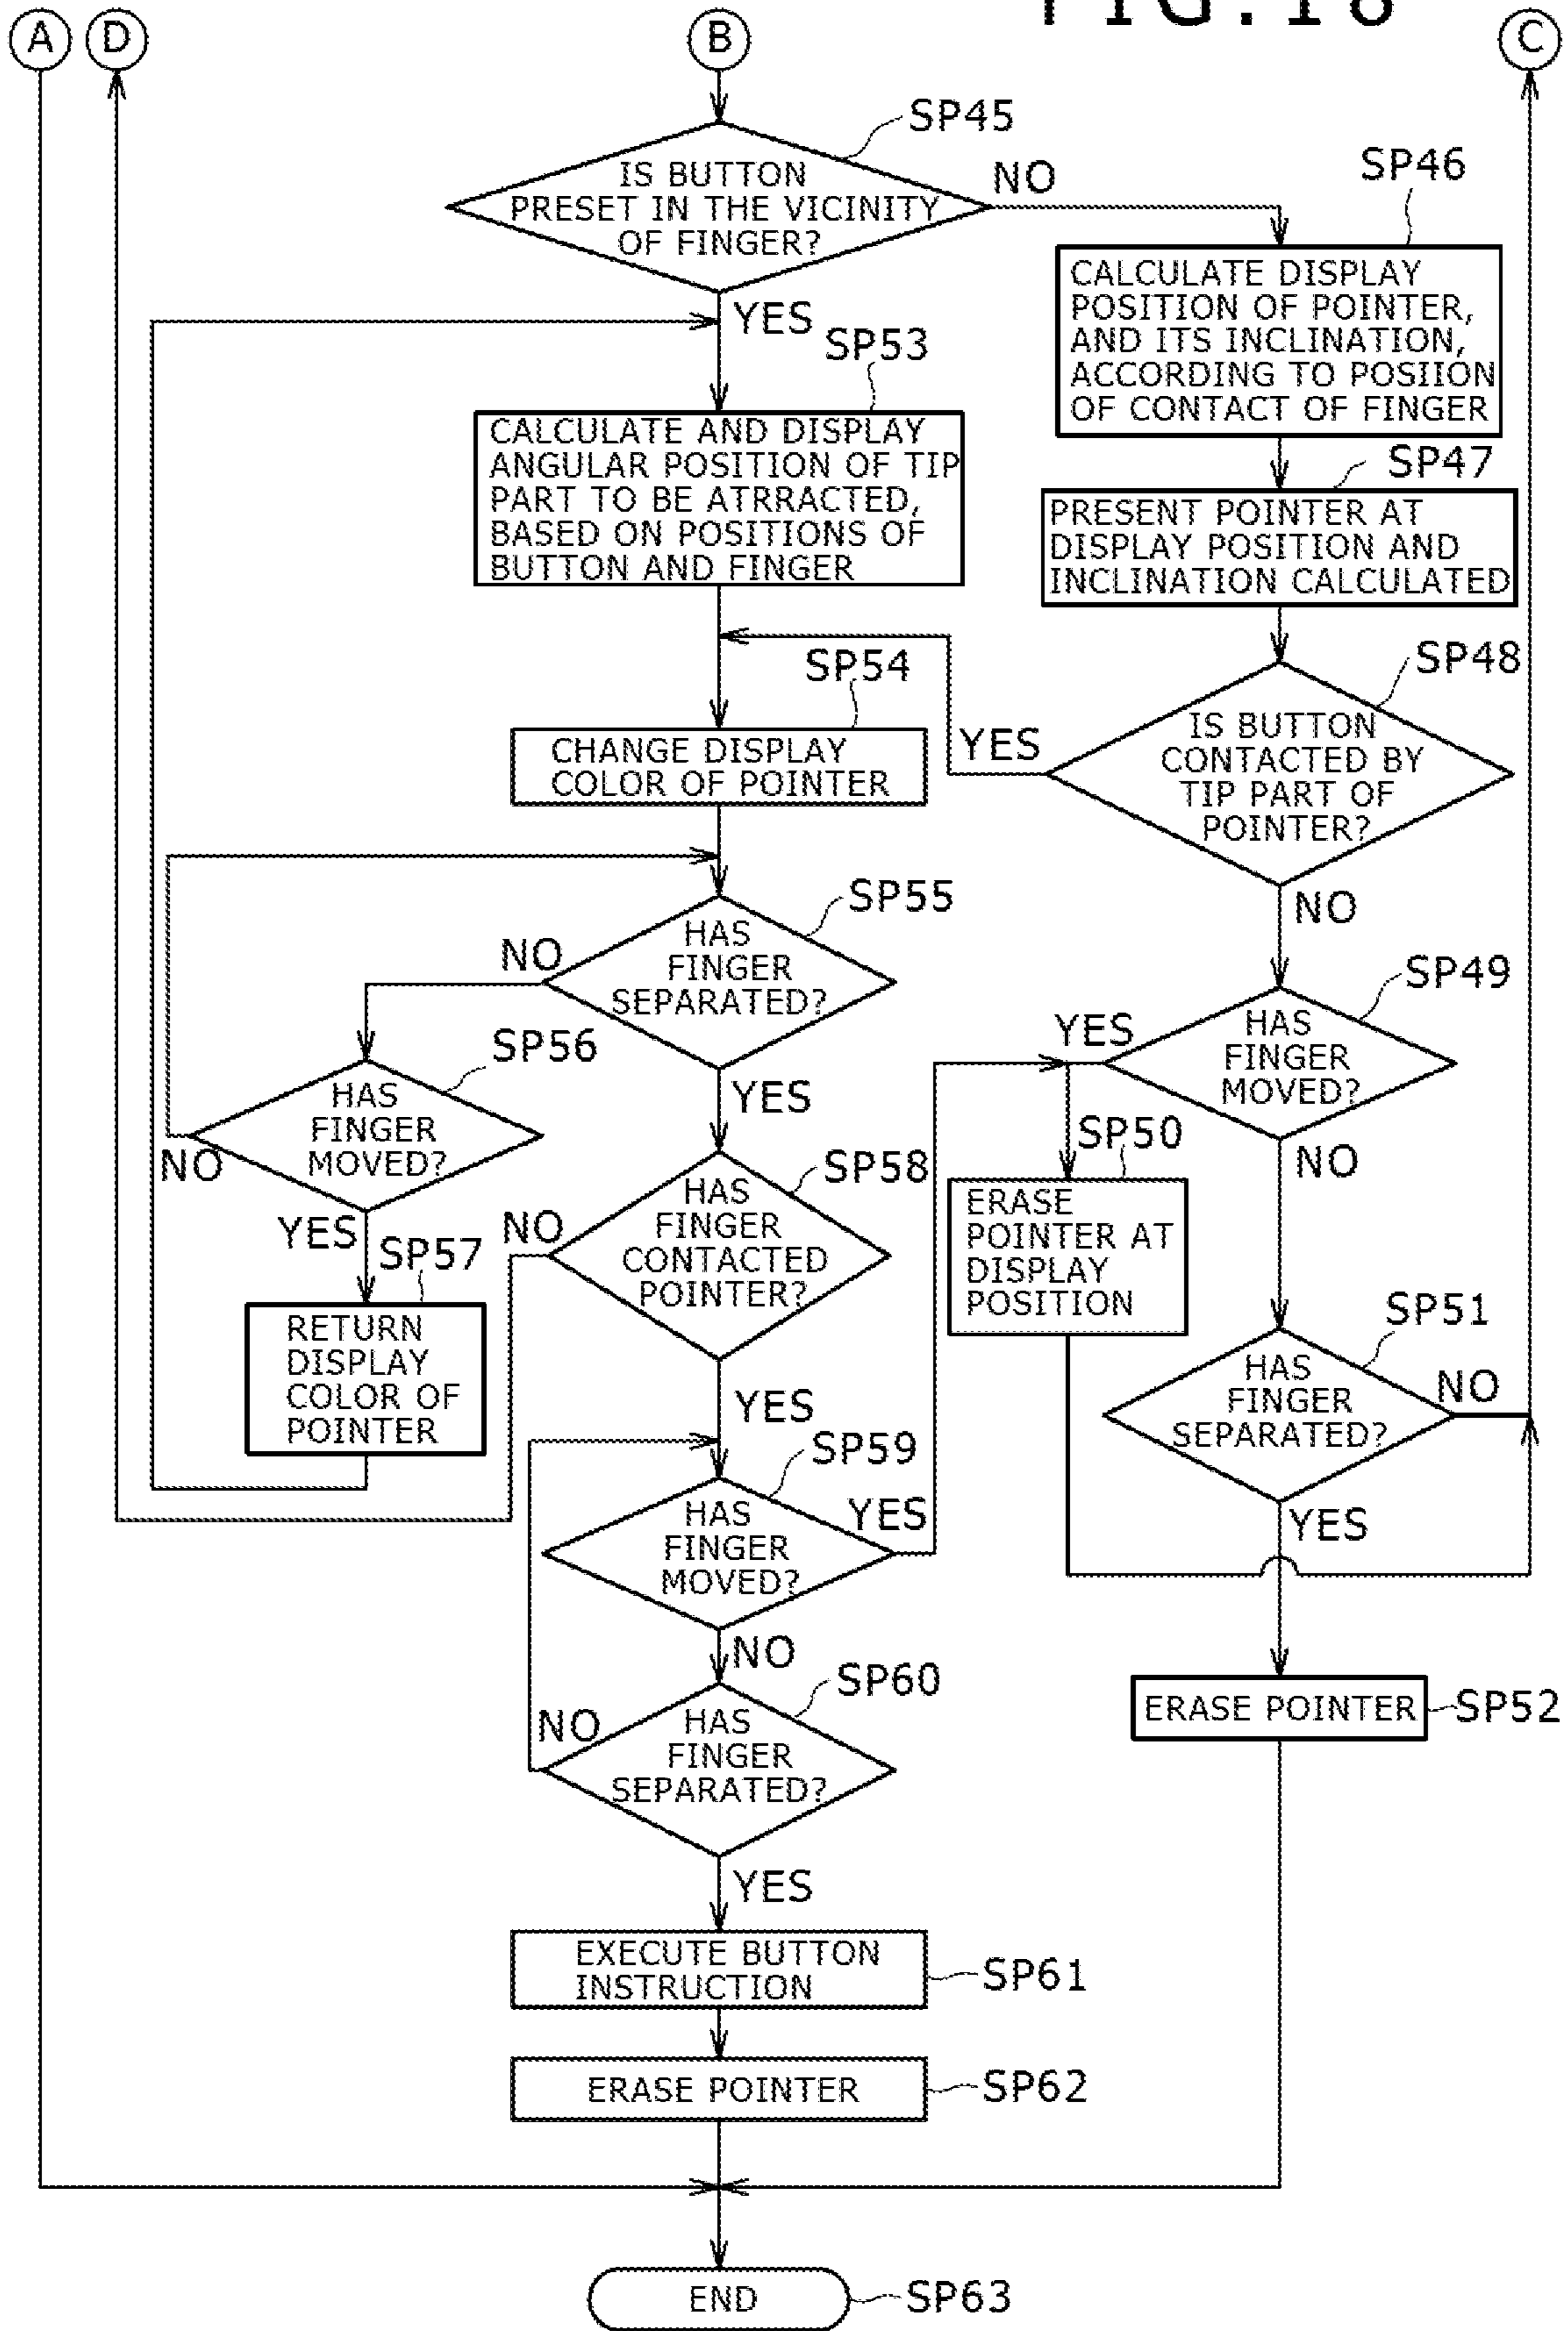 FIG.18
A
D
B
C
SP45
IS BUTTON
PRESET IN THE VICINITY
OF FINGER?
NO
SP46
CALCULATE DISPLAY
POSITION OF POINTER,
AND ITS INCLINATION,
ACCORDING TO POSIION
OF CONTACT OF FINGER
YES
SP53
CALCULATE AND DISPLAY
ANGULAR POSITION OF TIP
PART TO BE ATRRACTED,
BASED ON POSITIONS OF
BUTTON AND FINGER
SP47
PRESENT POINTER AT
DISPLAY POSITION AND
INCLINATION CALCULATED
SP54
CHANGE DISPLAY
COLOR OF POINTER
SP48
IS BUTTON
CONTACTED BY
TIP PART OF
POINTER?
YES
NO
SP55
HAS
FINGER
SEPARATED?
NO
YES
SP49
HAS
FINGER
MOVED?
YES
NO
SP56
HAS
FINGER
MOVED?
NO
YES
SP50
ERASE
POINTER AT
DISPLAY
POSITION
SP58
HAS
FINGER
CONTACTED
POINTER?
NO
YES
SP57
RETURN
DISPLAY
COLOR OF
POINTER
SP51
HAS
FINGER
SEPARATED?
NO
YES
SP59
HAS
FINGER
MOVED?
YES
NO
SP60
HAS
FINGER
SEPARATED?
NO
YES
ERASE POINTER
SP52
EXECUTE BUTTON
INSTRUCTION
SP61
ERASE POINTER
SP62
END
SP63